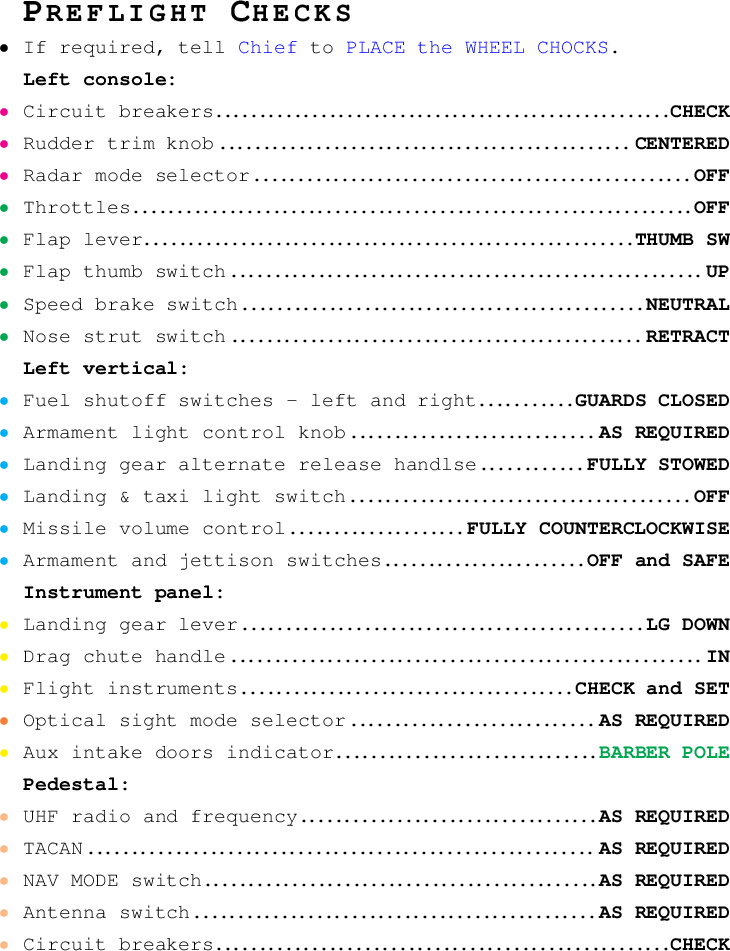 PREFLIGHT CHECKS
• If required, tell Chief to PLACE the WHEEL CHOCKS.
Left console:
• Circuit breakers....................................................CHECK
• Rudder trim knob...............................................CENTERED
• Radar mode selector..................................................OFF
• Throttles................................................................OFF
• Flap lever........................................................THUMB SW
• Flap thumb switch......................................................UP
• Speed brake switch..............................................NEUTRAL
• Nose strut switch...............................................RETRACT
Left vertical:
• Fuel shutoff switches – left and right...........GUARDS CLOSED
• Armament light control knob............................AS REQUIRED
• Landing gear alternate release handlse............FULLY STOWED
• Landing & taxi light switch.......................................OFF
• Missile volume control....................FULLY COUNTERCLOCKWISE
• Armament and jettison switches.......................OFF and SAFE
Instrument panel:
• Landing gear lever..............................................LG DOWN
• Drag chute handle......................................................IN
• Flight instruments......................................CHECK and SET
• Optical sight mode selector............................AS REQUIRED
• Aux intake doors indicator..............................BARBER POLE
Pedestal:
• UHF radio and frequency..................................AS REQUIRED
• TACAN..........................................................AS REQUIRED
• NAV MODE switch.............................................AS REQUIRED
• Antenna switch..............................................AS REQUIRED
• Circuit breakers....................................................CHECK